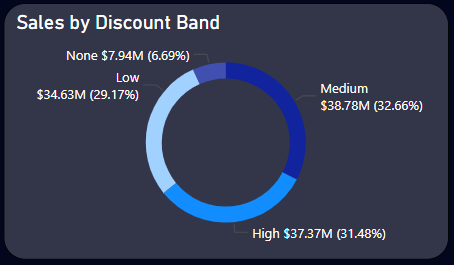 Sales by Discount Band
None $7.94M (6.69%)
Low
$34.63M (29.17%)
Medium
$38.78M (32.66%)
High $37.37M (31.48%)